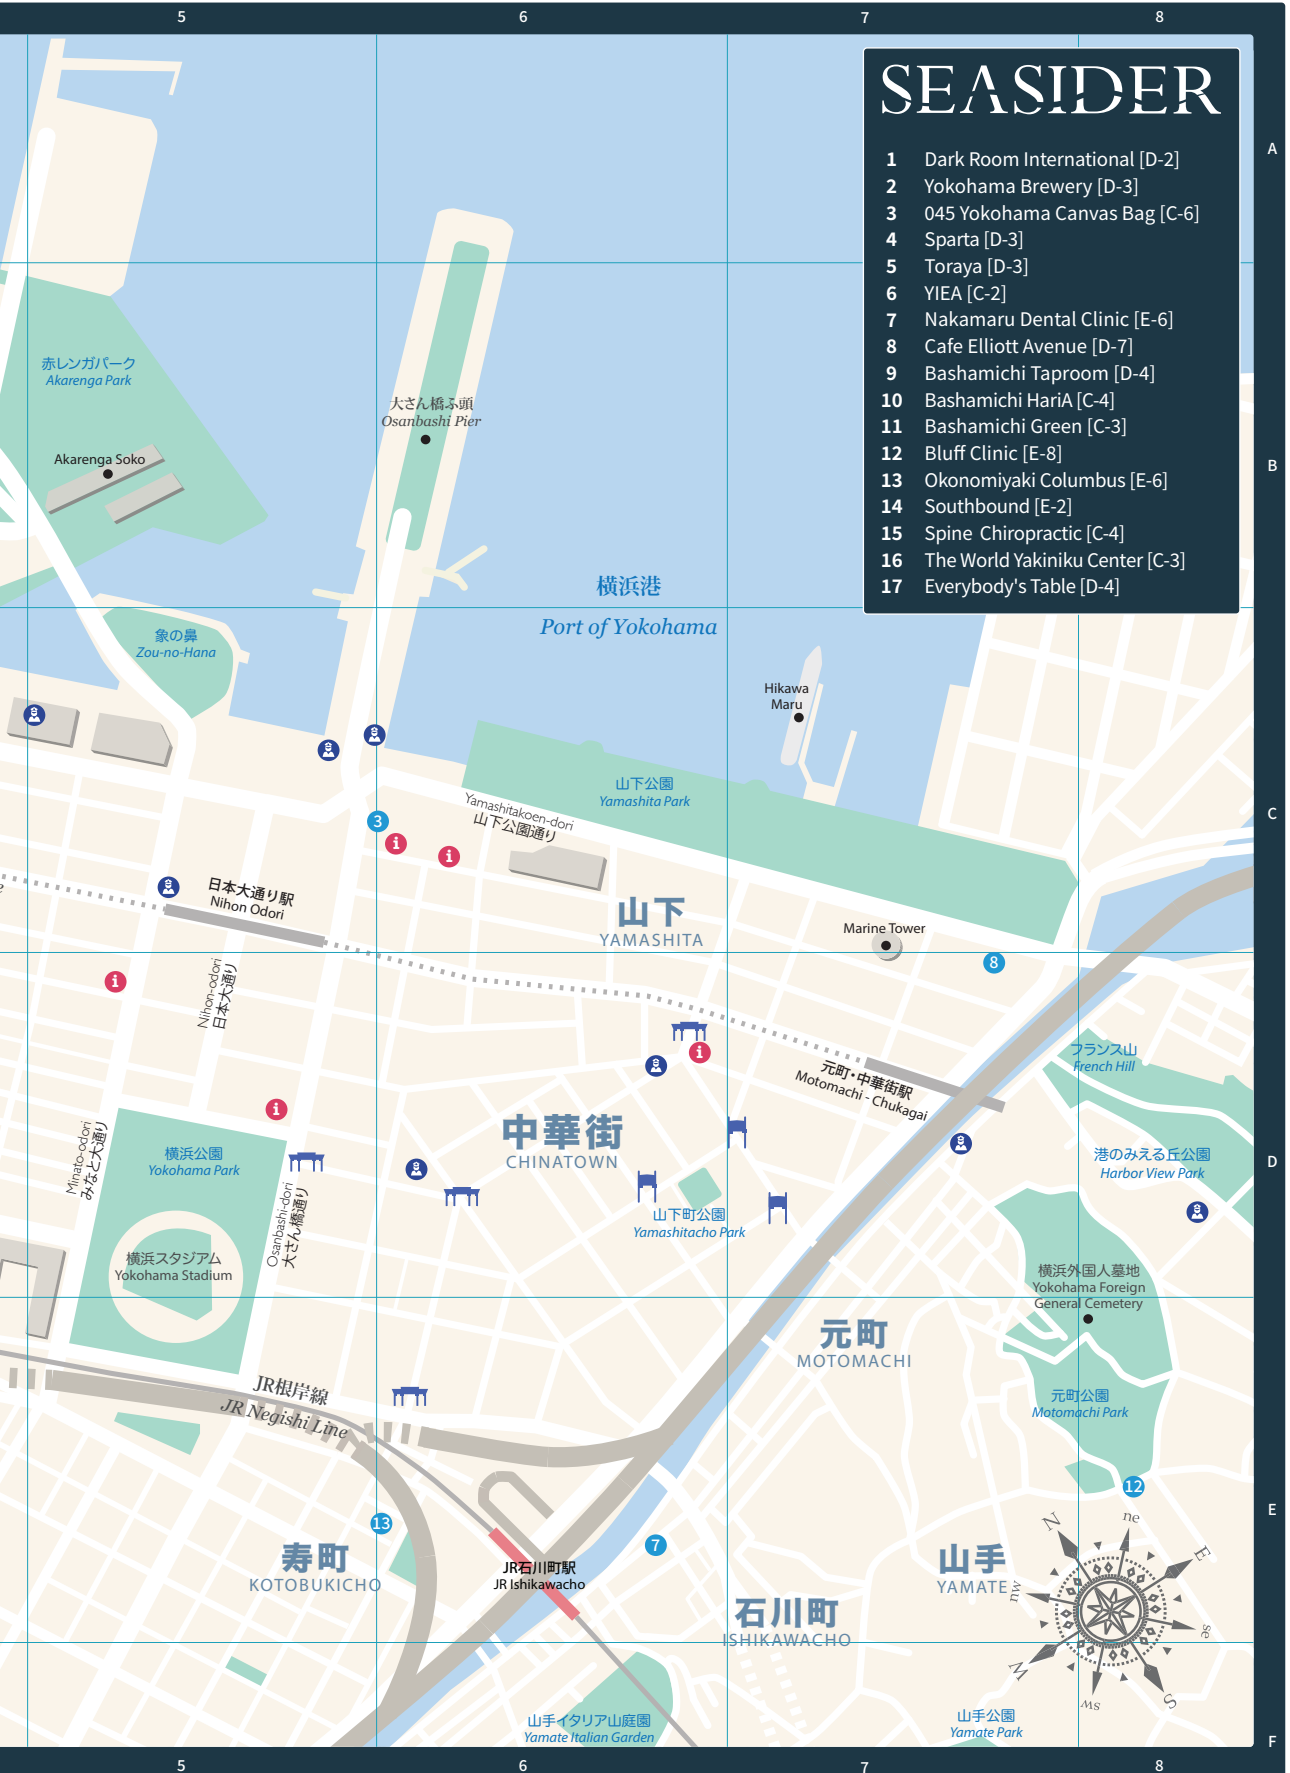 5 6 7 8
SEASIDER
1 Dark Room International [D-2]
2 Yokohama Brewery [D-3]
3 045 Yokohama Canvas Bag [C-6]
4 Sparta [D-3]
5 Toraya [D-3]
6 YIEA [C-2]
7 Nakamaru Dental Clinic [E-6]
8 Cafe Elliott Avenue [D-7]
9 Bashamichi Taproom [D-4]
10 Bashamichi HariA [C-4]
11 Bashamichi Green [C-3]
12 Bluff Clinic [E-8]
13 Okonomiyaki Columbus [E-6]
14 Southbound [E-2]
15 Spine Chiropractic [C-4]
16 The World Yakiniku Center [C-3]
17 Everybody's Table [D-4]
A
赤レンガパーク
Akarenga Park
大さん橋ふ頭
Osanbashi Pier
Akarenga Soko
B
横浜港
Port of Yokohama
象の鼻
Zou-no-Hana
Hikawa
Maru
山下公園
Yamashita Park
Yamashitakoen-dori
山下公園通り
3
C
e
日本大通り駅
Nihon Odori
山下
YAMASHITA
Marine Tower
8
Nihon-odori
日本大通り
フランス山
French Hill
元町・中華街駅
Motomachi - Chukagai
中華街
CHINATOWN
Minato-odori
みなと大通り
横浜公園
Yokohama Park
港のみえる丘公園
Harbor View Park
D
Osanbashi-dori
大さん橋通り
山下町公園
Yamashitacho Park
横浜スタジアム
Yokohama Stadium
横浜外国人墓地
Yokohama Foreign
General Cemetery
元町
MOTOMACHI
JR根岸線
JR Negishi Line
元町公園
Motomachi Park
12
13
7
E
寿町
KOTOBUKICHO
JR石川町駅
JR Ishikawacho
山手
YAMATE
石川町
ISHIKAWACHO
N ne E se S sw W nw
山手イタリア山庭園
Yamate Italian Garden
山手公園
Yamate Park
F
5 6 7 8